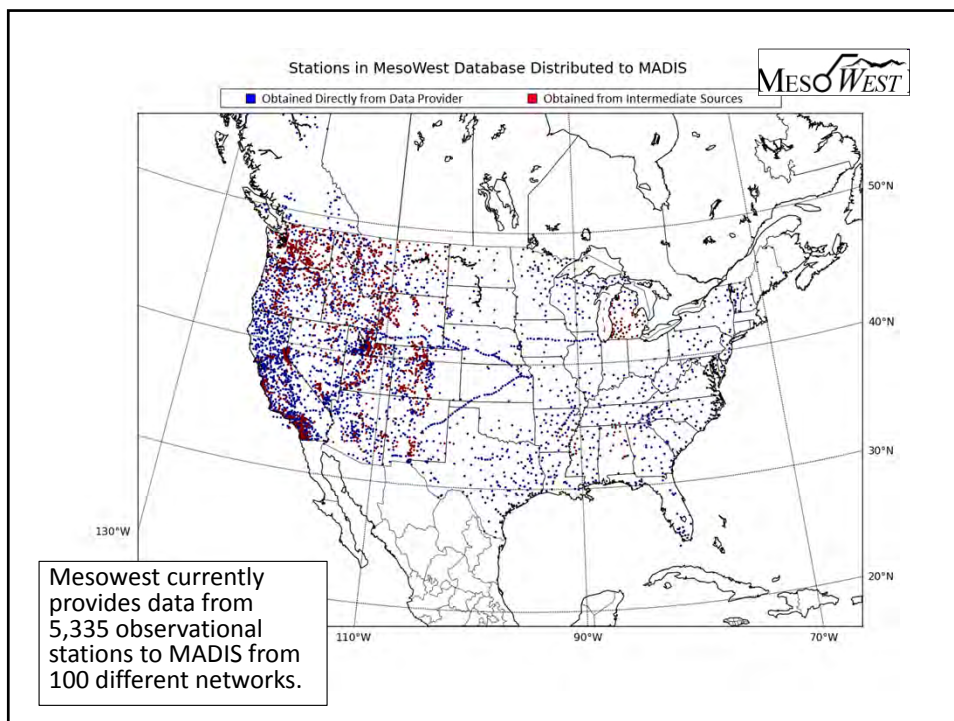 Stations in MesoWest Database Distributed to MADIS
MESO WEST
Obtained Directly from Data Provider
Obtained from Intermediate Sources
50°N
40°N
30°N
130°W
20°N
110°W
90°W
70°W
Mesowest currently
provides data from
5,335 observational
stations to MADIS from
100 different networks.